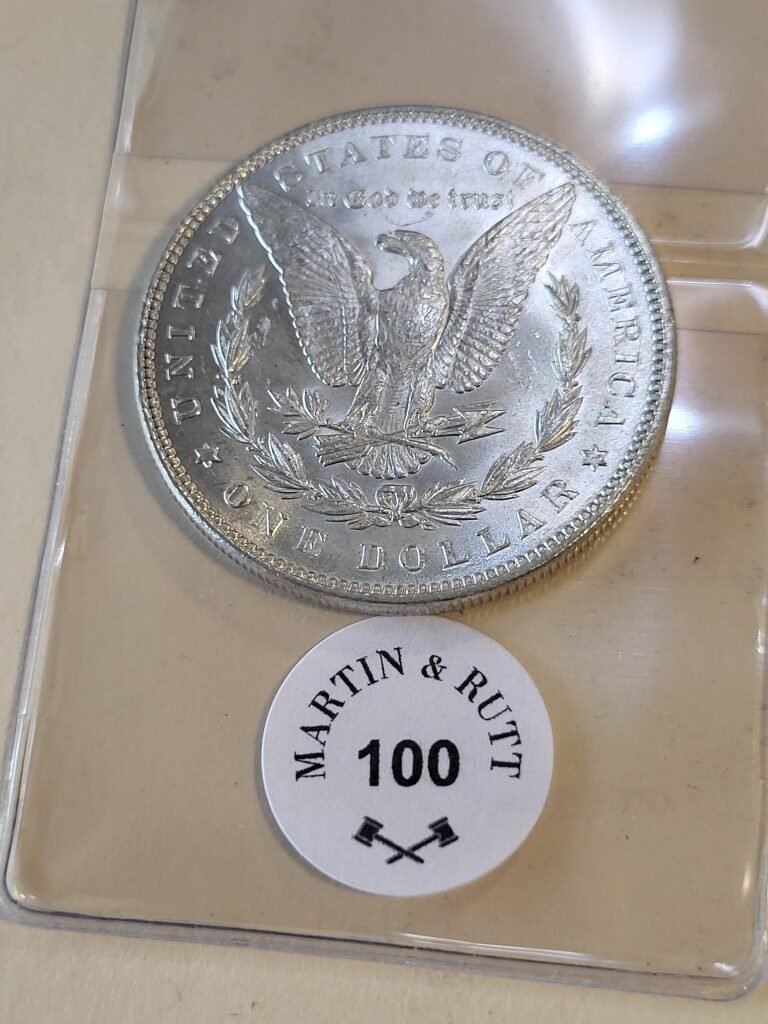 UNITED STATES OF AMERICA
In God we trust
ONE DOLLAR
MARTIN & RUTT
100